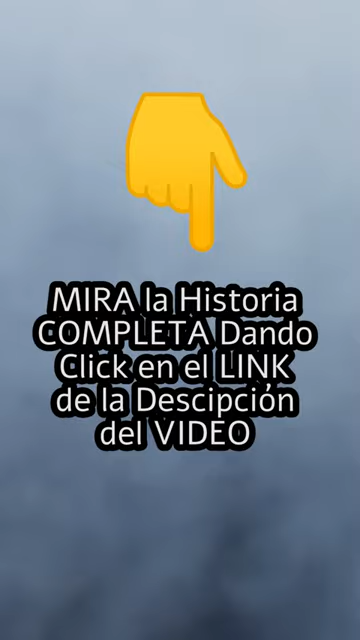 MIRA la Historia
COMPLETA Dando
Click en el LINK
de la Descipción
del VIDEO